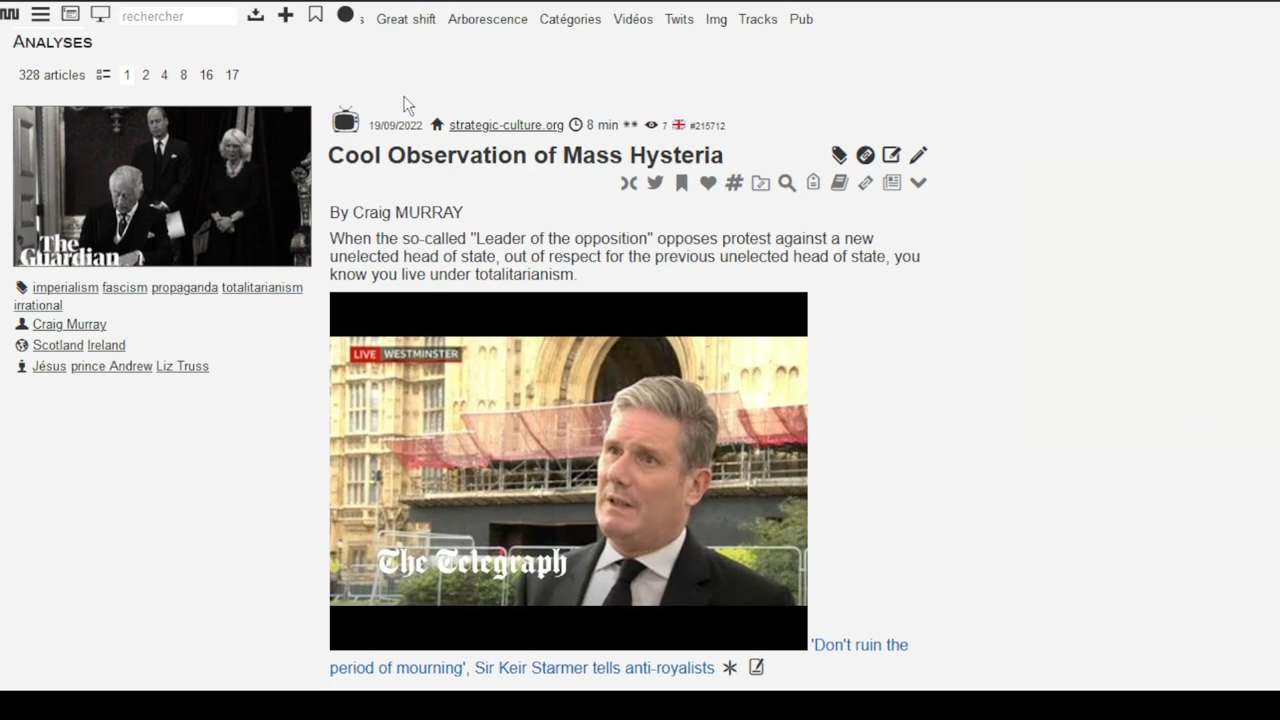 rechercher
s Great shift Arborescence Catégories Vidéos Twits Img Tracks Pub
ANALYSES
328 articles 1 2 4 8 16 17
19/09/2022 strategic-culture.org 8 min ** 7 #215712
Cool Observation of Mass Hysteria
The
Guardian
imperialism fascism propaganda totalitarianism
irrational
Craig Murray
Scotland Ireland
Jésus prince Andrew Liz Truss
By Craig MURRAY
When the so-called "Leader of the opposition" opposes protest against a new
unelected head of state, out of respect for the previous unelected head of state, you
know you live under totalitarianism.
LIVE WESTMINSTER
The Telegraph
'Don't ruin the
period of mourning', Sir Keir Starmer tells anti-royalists